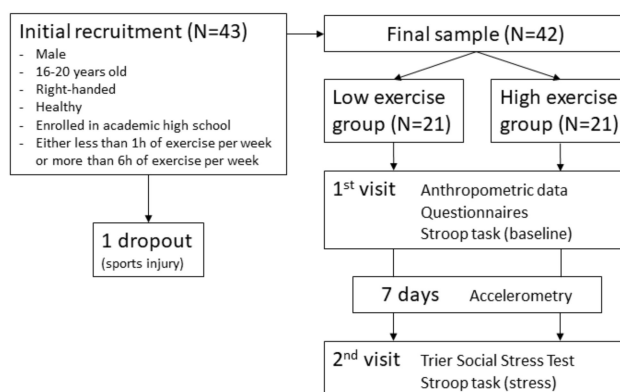 Initial recruitment (N=43)
- Male
- 16-20 years old
- Right-handed
- Healthy
- Enrolled in academic high school
- Either less than 1h of exercise per week
or more than 6h of exercise per week
1 dropout
(sports injury)
Final sample (N=42)
Low exercise
group (N=21)
High exercise
group (N=21)
1st visit Anthropometric data
Questionnaires
Stroop task (baseline)
7 days Accelerometry
2nd visit Trier Social Stress Test
Stroop task (stress)